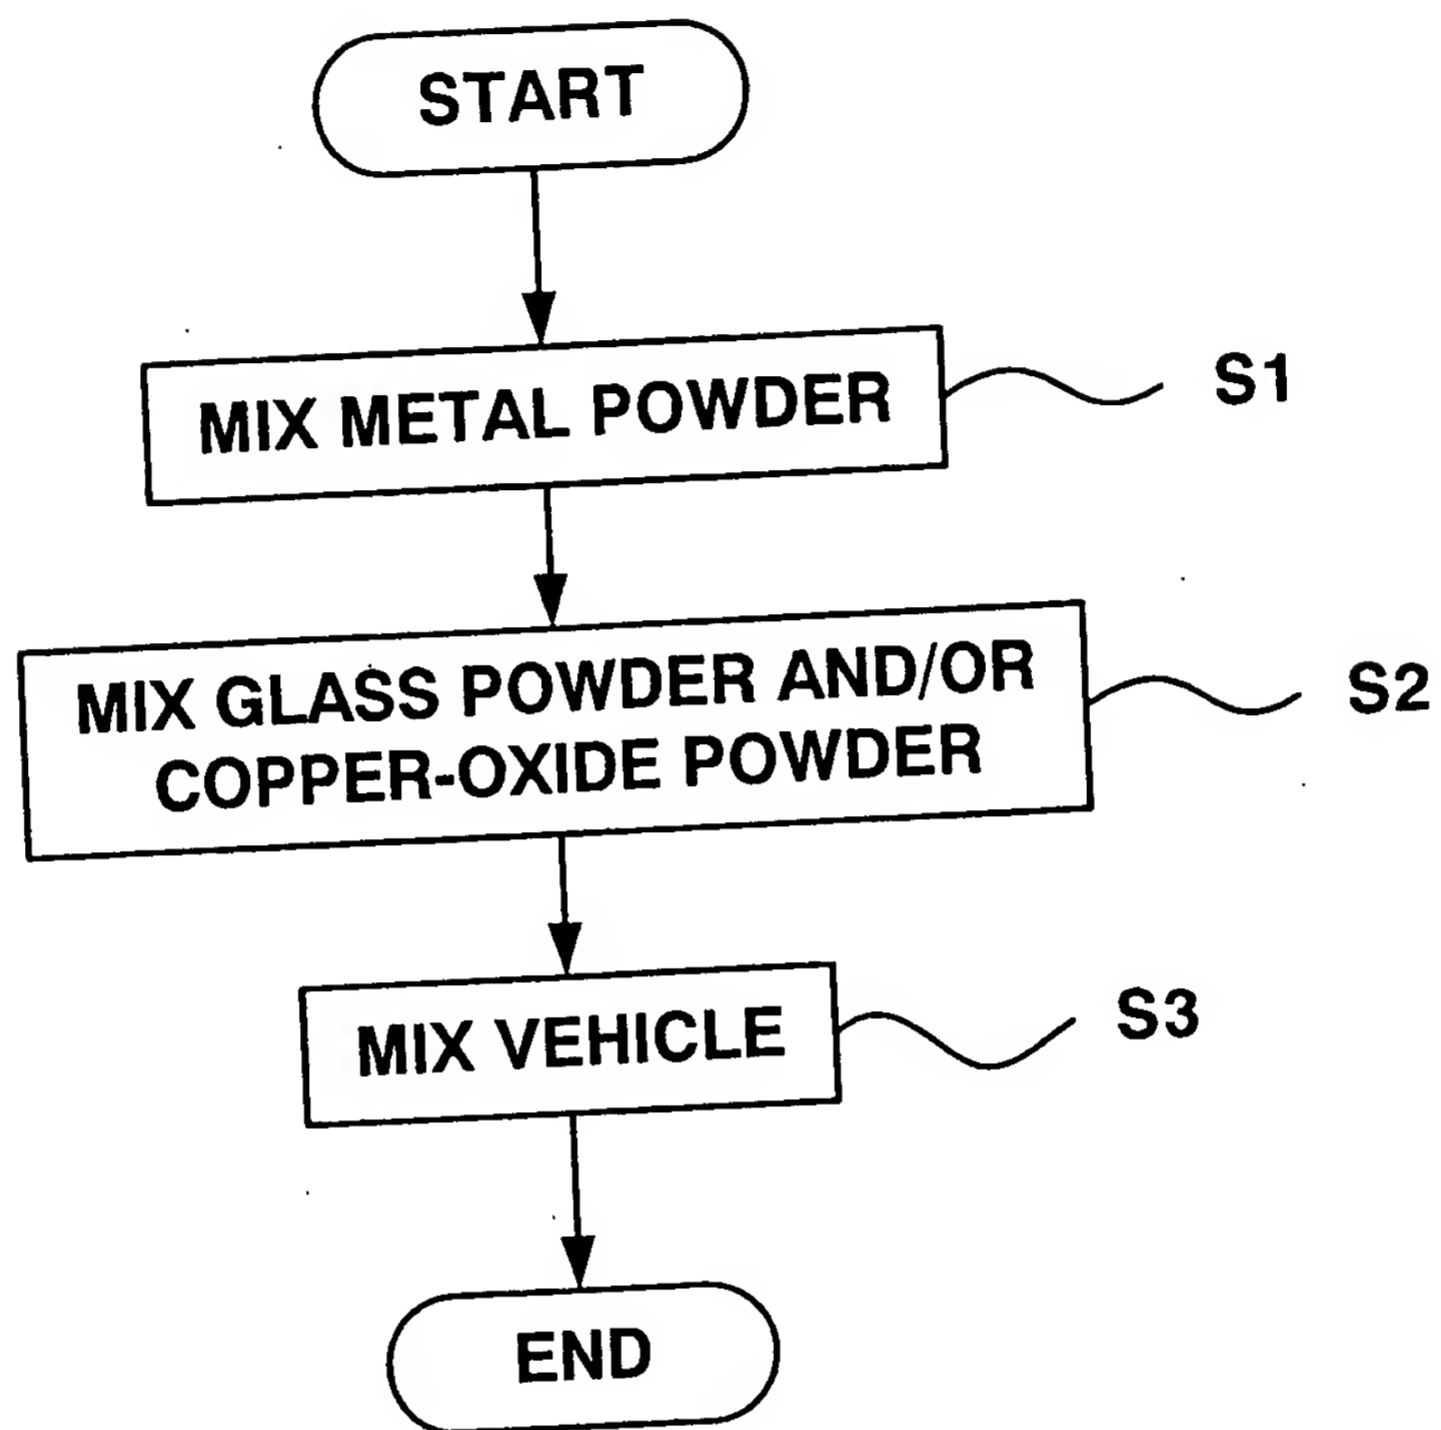 START
MIX METAL POWDER
S1
MIX GLASS POWDER AND/OR
COPPER-OXIDE POWDER
S2
MIX VEHICLE
S3
END